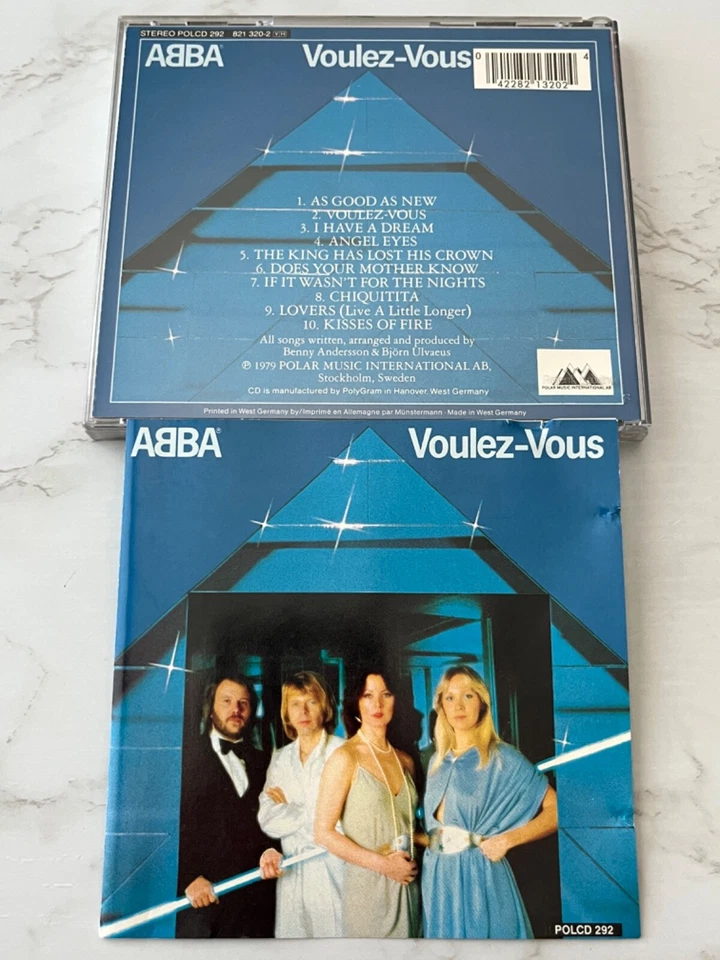 STEREO POLCD 292 821 320-2 YH
ABBA® Voulez-Vous
0 42282 13202 4
1. AS GOOD AS NEW
2. VOULEZ-VOUS
3. I HAVE A DREAM
4. ANGEL EYES
5. THE KING HAS LOST HIS CROWN
6. DOES YOUR MOTHER KNOW
7. IF IT WASN'T FOR THE NIGHTS
8. CHIQUITITA
9. LOVERS (Live A Little Longer)
10. KISSES OF FIRE
All songs written, arranged and produced by
Benny Andersson & Björn Ulvaeus
℗ 1979 POLAR MUSIC INTERNATIONAL AB,
Stockholm, Sweden
CD is manufactured by PolyGram in Hanover, West Germany
POLAR MUSIC INTERNATIONAL AB
Printed in West Germany by/Imprimé en Allemagne par Münstermann · Made in West Germany
ABBA® Voulez-Vous
POLCD 292